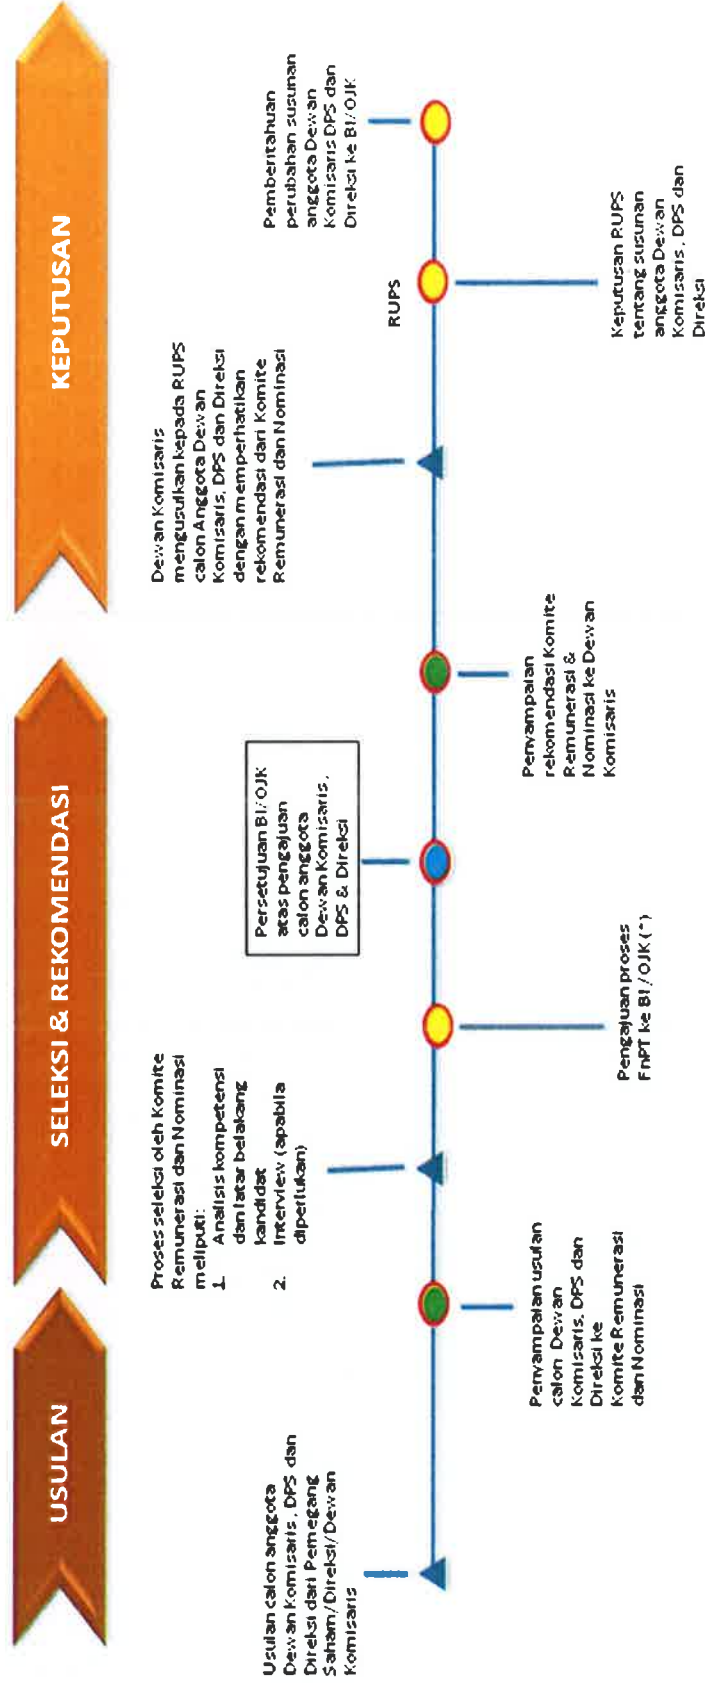 USULAN
SELEKSI & REKOMENDASI
KEPUTUSAN
Usulan calon anggota
Dewan Komisaris, DPS dan
Direksi dari Pemegang
Saham/Direksi/Dewan
Komisaris
Penyampaian usulan
calon Dewan
Komisaris, DPS dan
Direksi ke
Komite Remunerasi
dan Nominasi
Proses seleksi oleh Komite
Remunerasi dan Nominasi
meliputi:
1. Analisis kompetensi
dan latar belakang
kandidat
2. Interview (apabila
diperlukan)
Pengajuan proses
FnPT ke BI/OJK (*)
Persetujuan BI/OJK
atas pengajuan
calon anggota
Dewan Komisaris,
DPS & Direksi
Penyampaian
rekomendasi Komite
Remunerasi &
Nominasi ke Dewan
Komisaris
Dewan Komisaris
mengusulkan kepada RUPS
calon Anggota Dewan
Komisaris, DPS dan Direksi
dengan memperhatikan
rekomendasi dari Komite
Remunerasi dan Nominasi
RUPS
Keputusan RUPS
tentang susunan
anggota Dewan
Komisaris, DPS dan
Direksi
Pemberitahuan
perubahan susunan
anggota Dewan
Komisaris DPS dan
Direksi ke BI/OJK